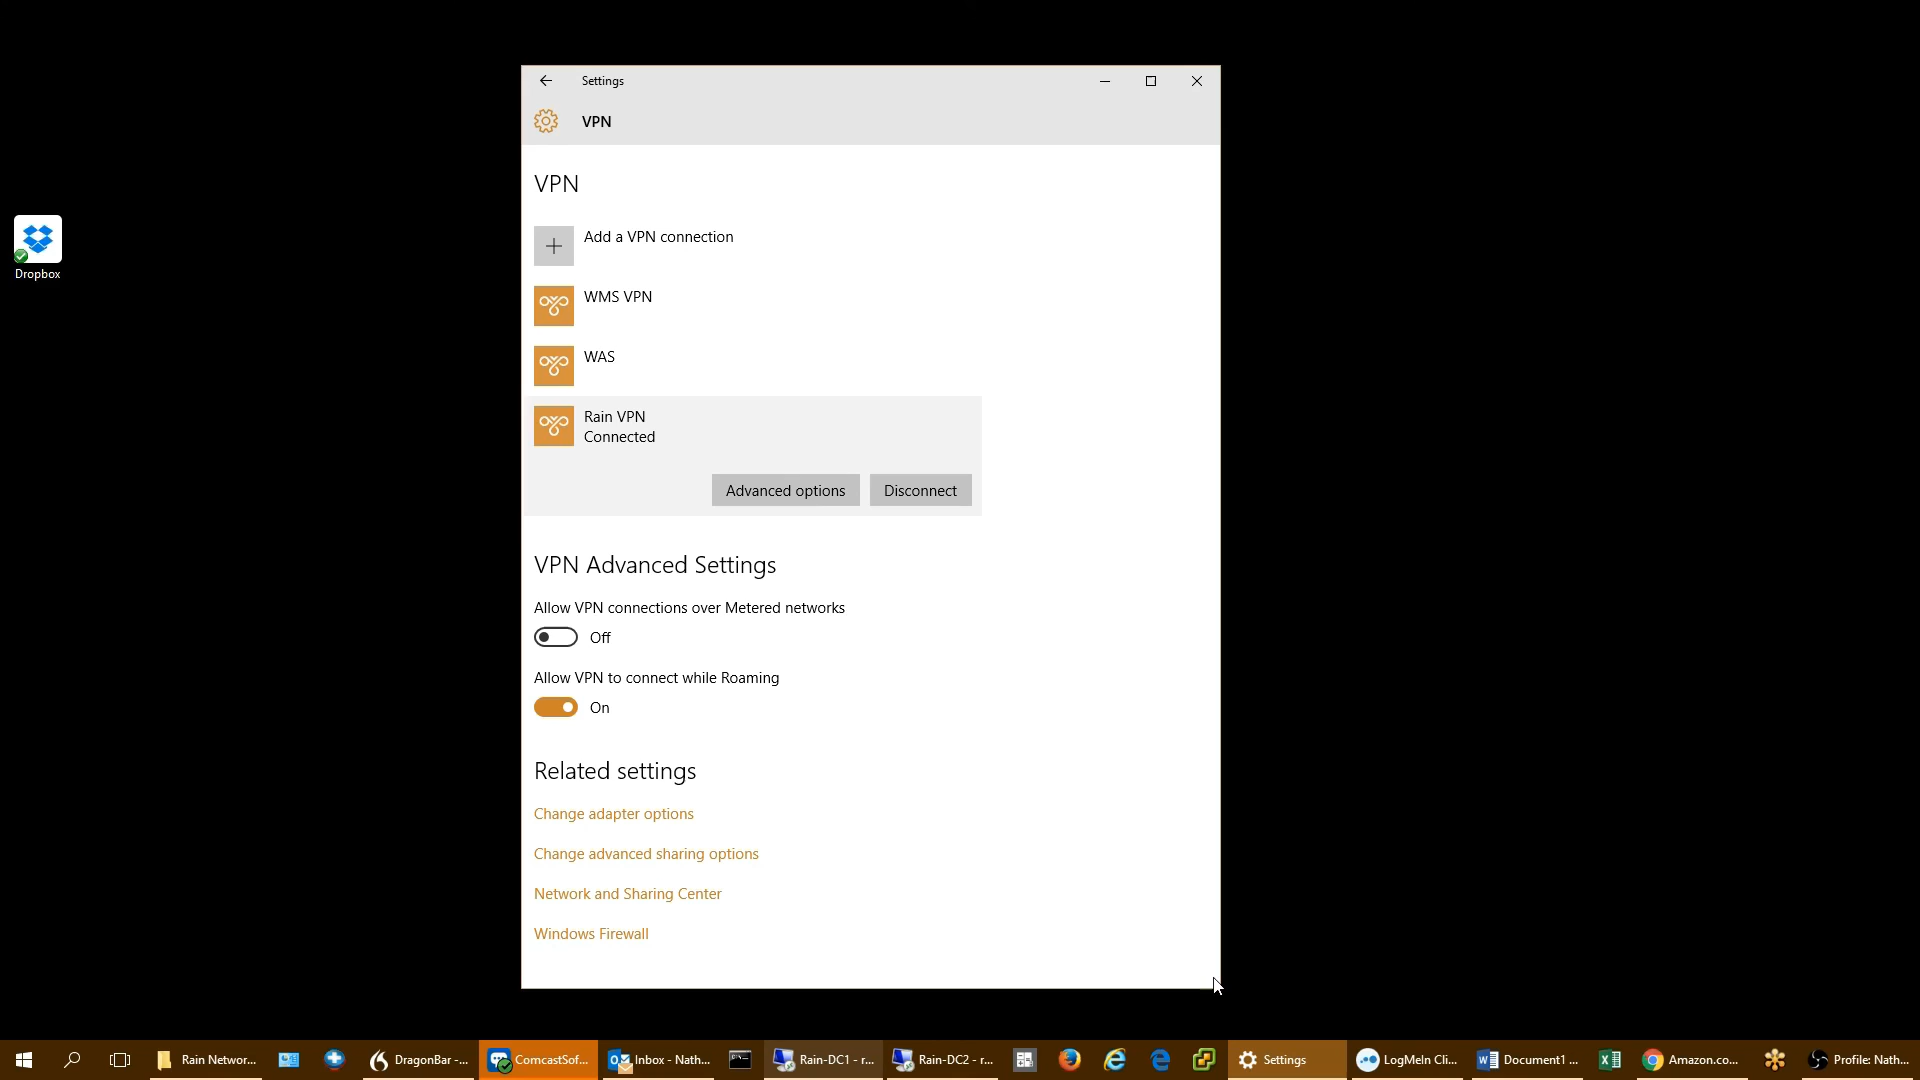 Settings
VPN
VPN
Add a VPN connection
WMS VPN
WAS
Rain VPN
Connected
Advanced options
Disconnect
VPN Advanced Settings
Allow VPN connections over Metered networks
Off
Allow VPN to connect while Roaming
On
Related settings
Change adapter options
Change advanced sharing options
Network and Sharing Center
Windows Firewall
Dropbox
Rain Networ...
DragonBar -...
ComcastSof...
Inbox - Nath...
Rain-DC1 - r...
Rain-DC2 - r...
Settings
LogMeIn Cli...
Document1 ...
Amazon.co...
Profile: Nath...